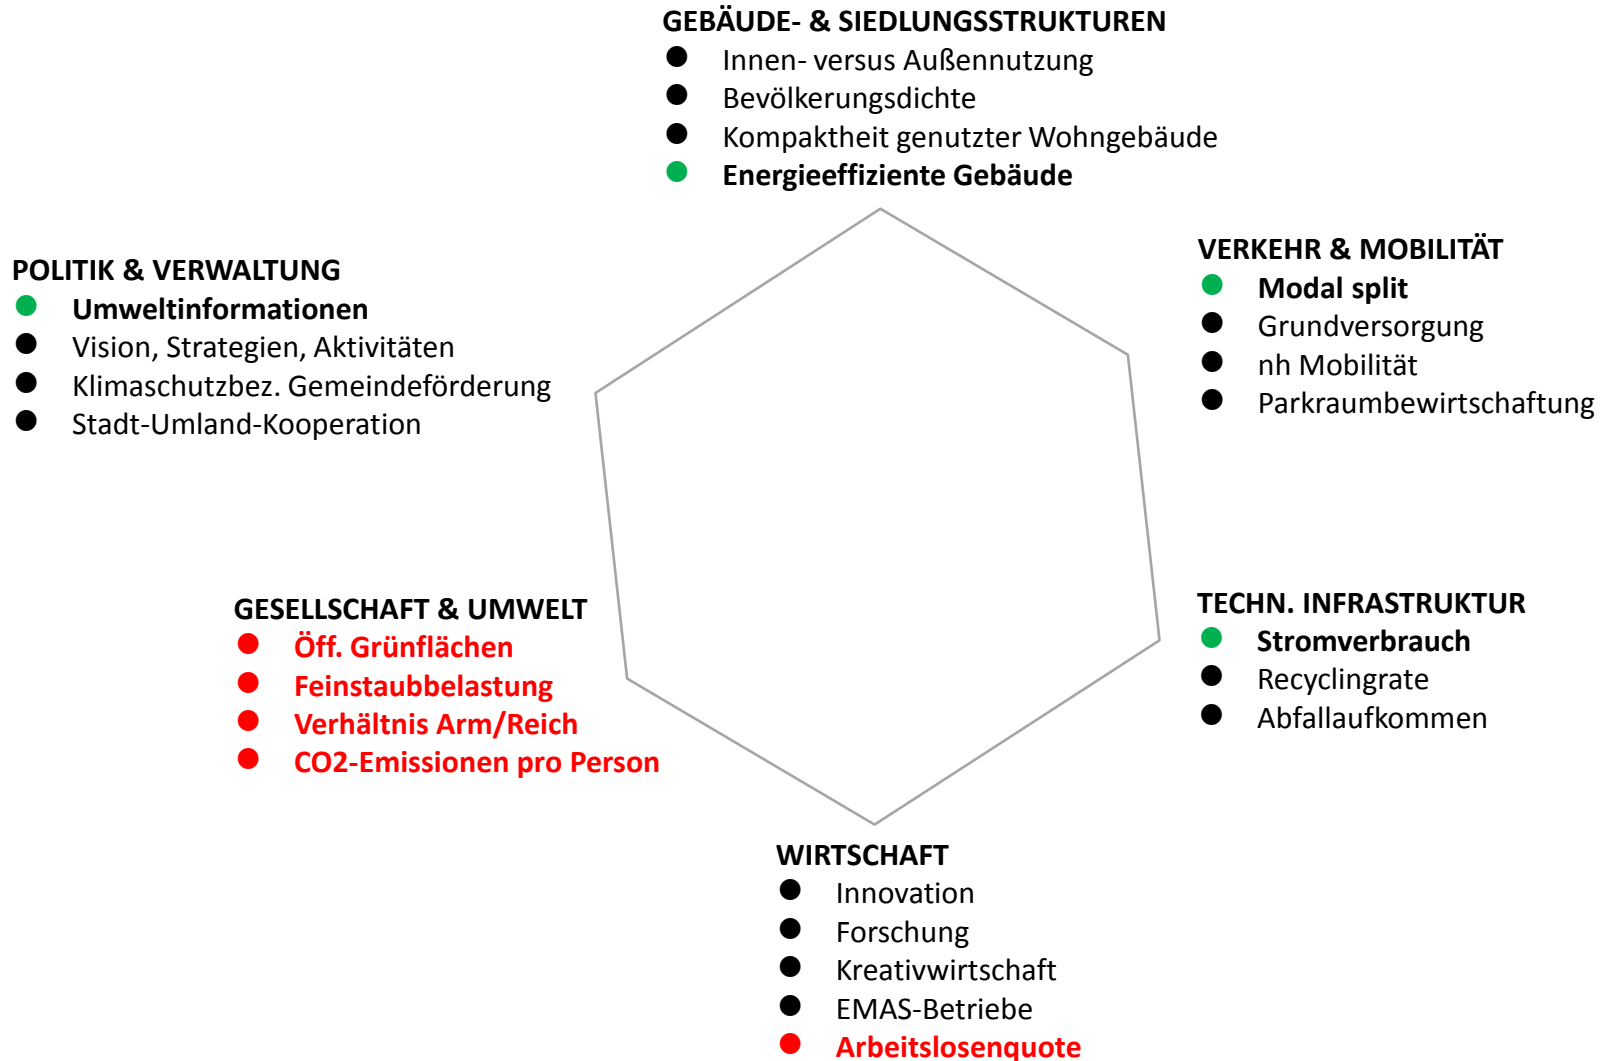 GEBÄUDE- & SIEDLUNGSSTRUKTUREN
Innen- versus Außennutzung
Bevölkerungsdichte
Kompaktheit genutzter Wohngebäude
Energieeffiziente Gebäude
VERKEHR & MOBILITÄT
Modal split
Grundversorgung
nh Mobilität
Parkraumbewirtschaftung
TECHN. INFRASTRUKTUR
Stromverbrauch
Recyclingrate
Abfallaufkommen
WIRTSCHAFT
Innovation
Forschung
Kreativwirtschaft
EMAS-Betriebe
Arbeitslosenquote
GESELLSCHAFT & UMWELT
Öff. Grünflächen
Feinstaubbelastung
Verhältnis Arm/Reich
CO2-Emissionen pro Person
POLITIK & VERWALTUNG
Umweltinformationen
Vision, Strategien, Aktivitäten
Klimaschutzbez. Gemeindeförderung
Stadt-Umland-Kooperation